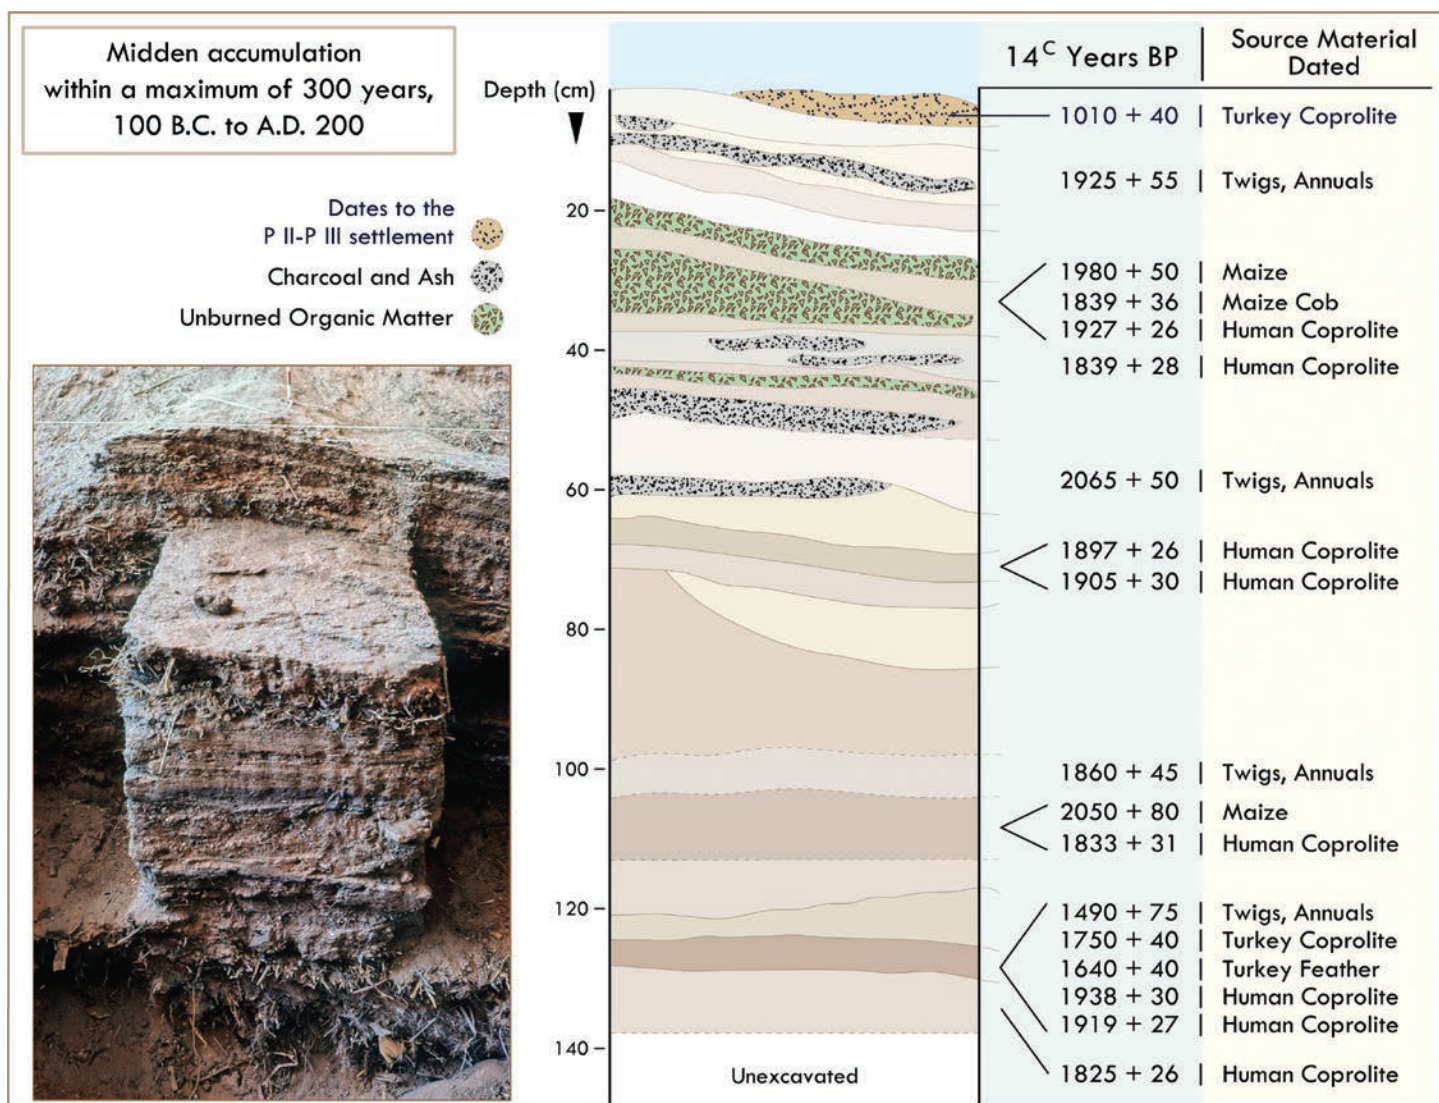 Midden accumulation
within a maximum of 300 years,
100 B.C. to A.D. 200
Dates to the
P II-P III settlement
Charcoal and Ash
Unburned Organic Matter
Depth (cm)
20
40
60
80
100
120
140
Unexcavated
14C Years BP | Source Material Dated
1010 + 40 | Turkey Coprolite
1925 + 55 | Twigs, Annuals
1980 + 50 | Maize
1839 + 36 | Maize Cob
1927 + 26 | Human Coprolite
1839 + 28 | Human Coprolite
2065 + 50 | Twigs, Annuals
1897 + 26 | Human Coprolite
1905 + 30 | Human Coprolite
1860 + 45 | Twigs, Annuals
2050 + 80 | Maize
1833 + 31 | Human Coprolite
1490 + 75 | Twigs, Annuals
1750 + 40 | Turkey Coprolite
1640 + 40 | Turkey Feather
1938 + 30 | Human Coprolite
1919 + 27 | Human Coprolite
1825 + 26 | Human Coprolite